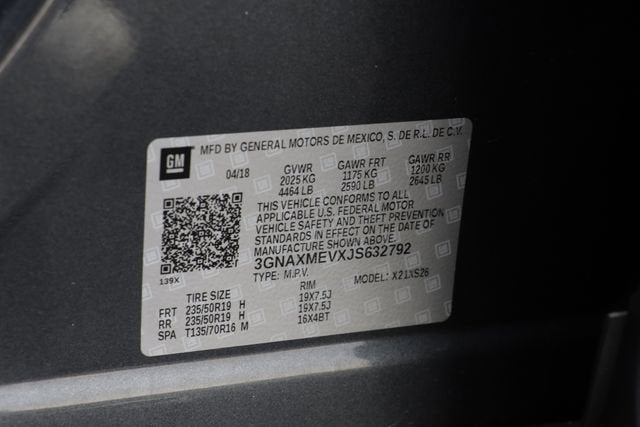 GM
MFD BY GENERAL MOTORS DE MEXICO, S. DE R.L. DE C.V.
04/18 GVWR GAWR FRT GAWR RR
2025 KG 1175 KG 1200 KG
4464 LB 2590 LB 2645 LB
THIS VEHICLE CONFORMS TO ALL
APPLICABLE U.S. FEDERAL MOTOR
VEHICLE SAFETY AND THEFT PREVENTION
STANDARDS IN EFFECT ON THE DATE OF
MANUFACTURE SHOWN ABOVE.
139X
3GNAXMEVXJS632792
TYPE: M.P.V. MODEL: X21XS26
TIRE SIZE RIM
FRT 235/50R19 H 19X7.5J
RR 235/50R19 H 19X7.5J
SPA T135/70R16 M 16X4BT